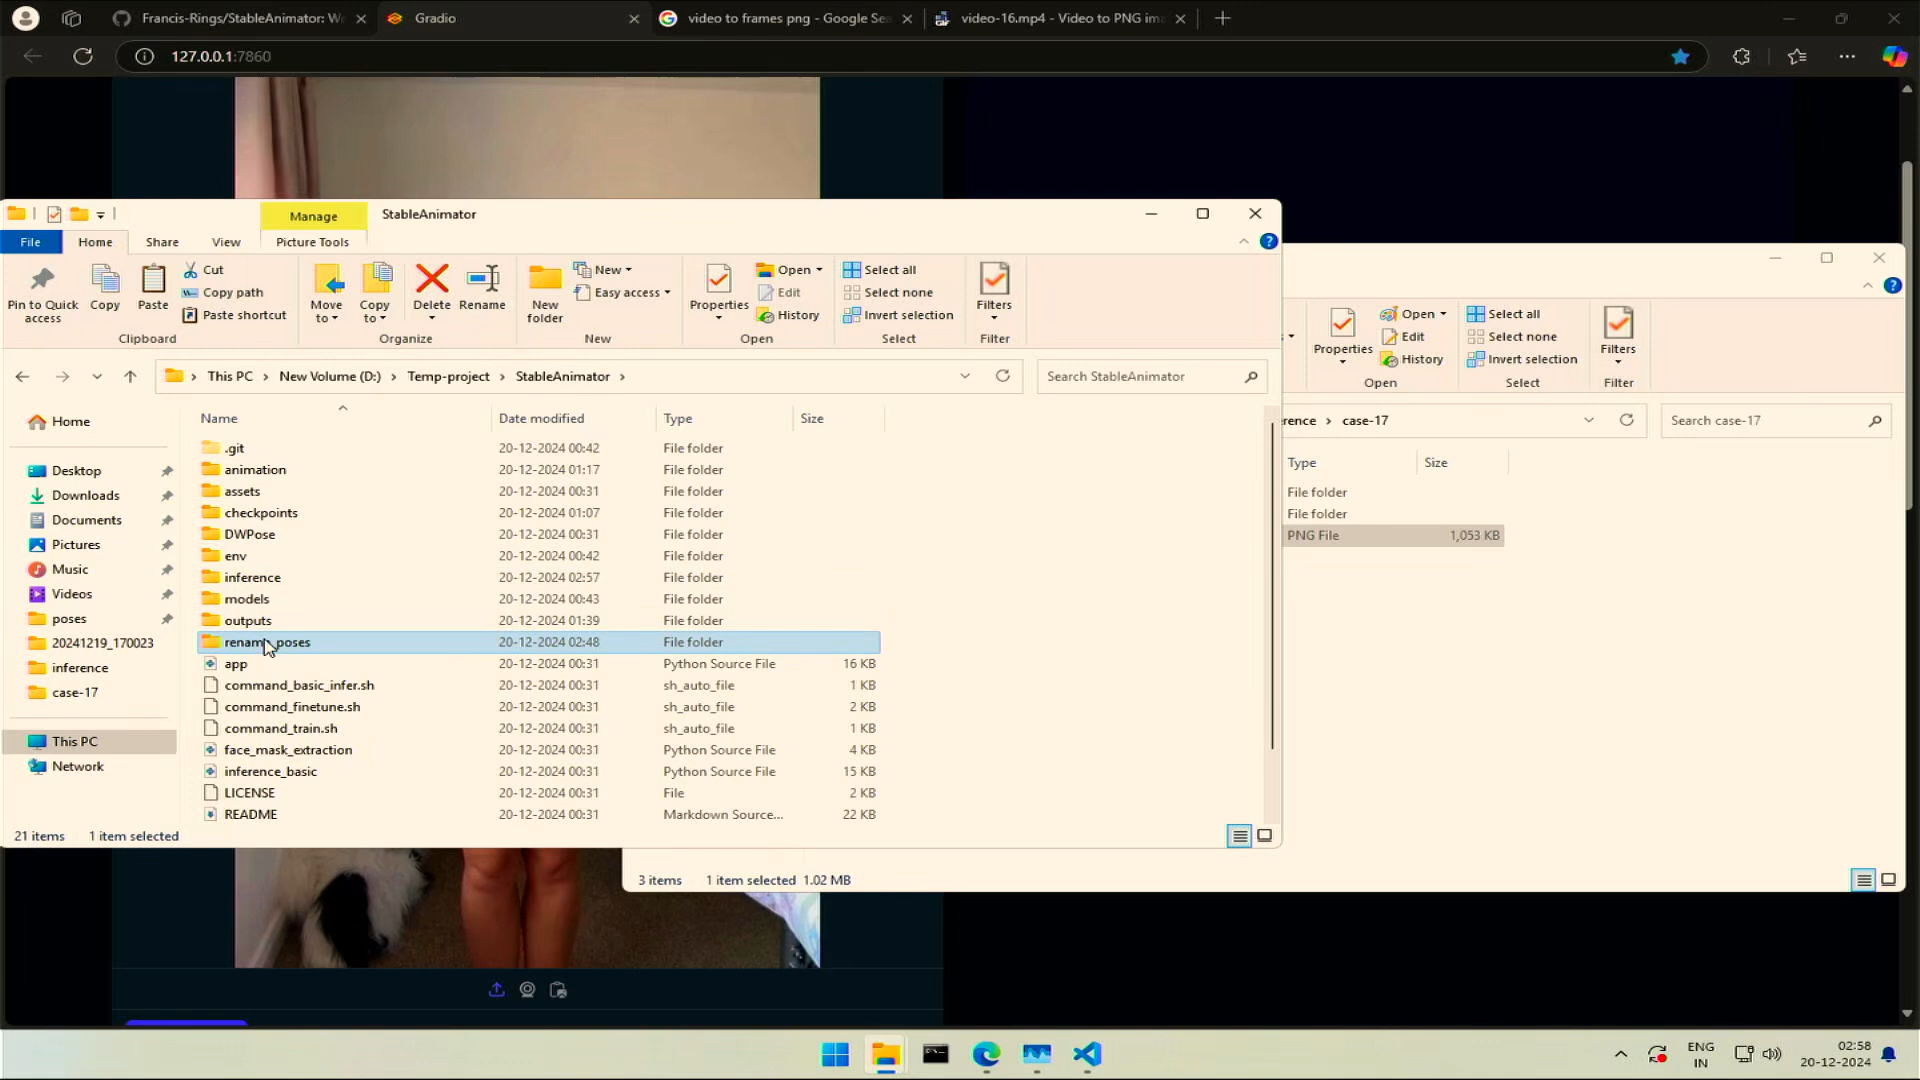 Francis-Rings/StableAnimator: We
Gradio
video to frames png - Google Sea
video-16.mp4 - Video to PNG ima
127.0.0.1:7860
Manage
StableAnimator
File
Home
Share
View
Picture Tools
Pin to Quick access
Copy
Paste
Cut
Copy path
Paste shortcut
Clipboard
Move to
Copy to
Delete
Rename
Organize
New folder
New
Easy access
New
Properties
Open
Edit
History
Open
Select all
Select none
Invert selection
Select
Filters
Filter
This PC > New Volume (D:) > Temp-project > StableAnimator >
Search StableAnimator
Home
Desktop
Downloads
Documents
Pictures
Music
Videos
poses
20241219_170023
inference
case-17
This PC
Network
Name Date modified Type Size
.git 20-12-2024 00:42 File folder
animation 20-12-2024 01:17 File folder
assets 20-12-2024 00:31 File folder
checkpoints 20-12-2024 01:07 File folder
DWPose 20-12-2024 00:31 File folder
env 20-12-2024 00:42 File folder
inference 20-12-2024 02:57 File folder
models 20-12-2024 00:43 File folder
outputs 20-12-2024 01:39 File folder
rename_poses 20-12-2024 02:48 File folder
app 20-12-2024 00:31 Python Source File 16 KB
command_basic_infer.sh 20-12-2024 00:31 sh_auto_file 1 KB
command_finetune.sh 20-12-2024 00:31 sh_auto_file 2 KB
command_train.sh 20-12-2024 00:31 sh_auto_file 1 KB
face_mask_extraction 20-12-2024 00:31 Python Source File 4 KB
inference_basic 20-12-2024 00:31 Python Source File 15 KB
LICENSE 20-12-2024 00:31 File 2 KB
README 20-12-2024 00:31 Markdown Source... 22 KB
21 items 1 item selected
Properties
Open
Edit
History
Open
Select all
Select none
Invert selection
Select
Filters
Filter
rence > case-17
Search case-17
Type Size
File folder
File folder
PNG File 1,053 KB
3 items 1 item selected 1.02 MB
ENG
IN
02:58
20-12-2024